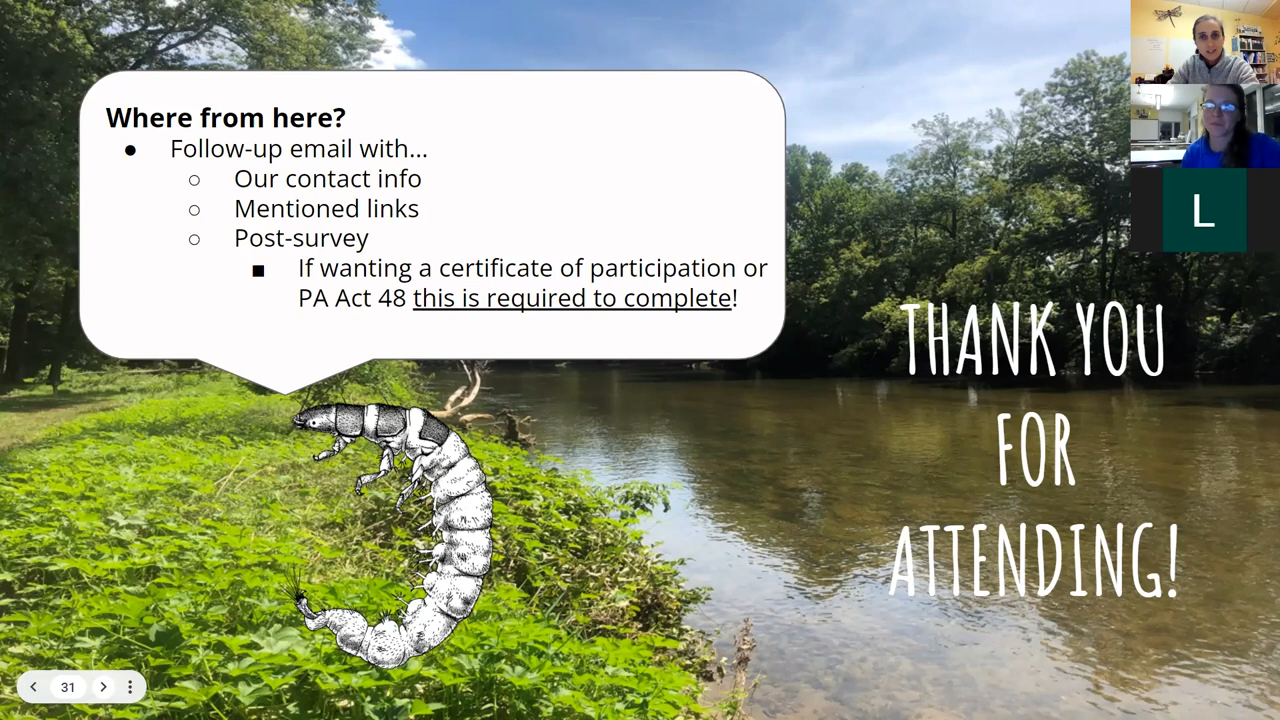 Where from here?
● Follow-up email with...
○ Our contact info
○ Mentioned links
○ Post-survey
■ If wanting a certificate of participation or
PA Act 48 this is required to complete!
THANK YOU
FOR
ATTENDING!
L
31